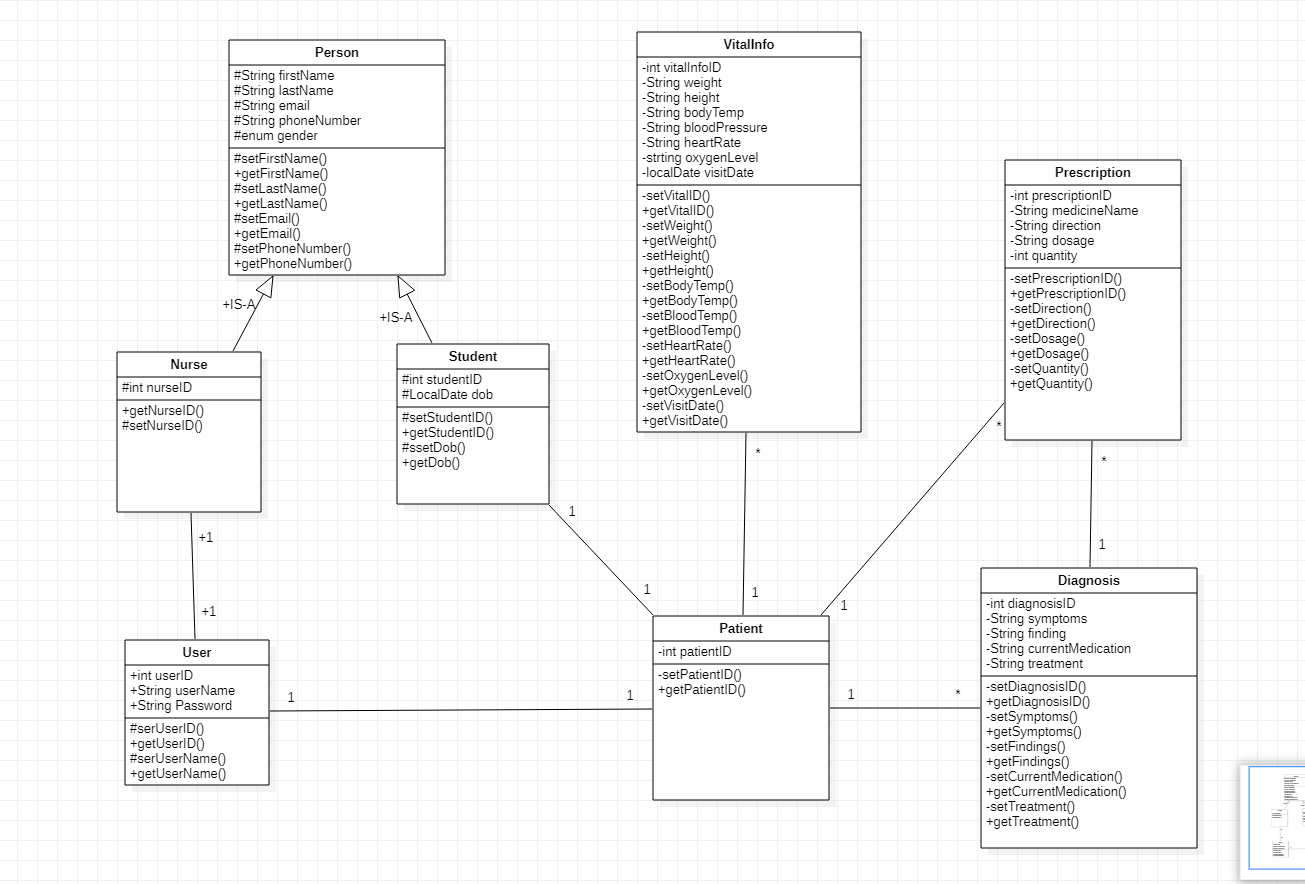 Person
#String firstName
#String lastName
#String email
#String phoneNumber
#enum gender
#setFirstName()
+getFirstName()
#setLastName()
+getLastName()
#setEmail()
+getEmail()
#setPhoneNumber()
+getPhoneNumber()
VitalInfo
-int vitalInfoID
-String weight
-String height
-String bodyTemp
-String bloodPressure
-String heartRate
-strting oxygenLevel
-localDate visitDate
-setVitalID()
+getVitalID()
-setWeight()
+getWeight()
-setHeight()
+getHeight()
-setBodyTemp()
+getBodyTemp()
-setBloodTemp()
+getBloodTemp()
-setHeartRate()
+getHeartRate()
-setOxygenLevel()
+getOxygenLevel()
-setVisitDate()
+getVisitDate()
Prescription
-int prescriptionID
-String medicineName
-String direction
-String dosage
-int quantity
-setPrescriptionID()
+getPrescriptionID()
-setDirection()
+getDirection()
-setDosage()
+getDosage()
-setQuantity()
+getQuantity()
+IS-A
+IS-A
Nurse
#int nurseID
+getNurseID()
#setNurseID()
Student
#int studentID
#LocalDate dob
#setStudentID()
+getStudentID()
#ssetDob()
+getDob()
*
*
*
1
+1
1
1
1
1
+1
User
+int userID
+String userName
+String Password
#serUserID()
+getUserID()
#serUserName()
+getUserName()
1
1
Patient
-int patientID
-setPatientID()
+getPatientID()
1
*
Diagnosis
-int diagnosisID
-String symptoms
-String finding
-String currentMedication
-String treatment
-setDiagnosisID()
+getDiagnosisID()
-setSymptoms()
+getSymptoms()
-setFindings()
+getFindings()
-setCurrentMedication()
+getCurrentMedication()
-setTreatment()
+getTreatment()